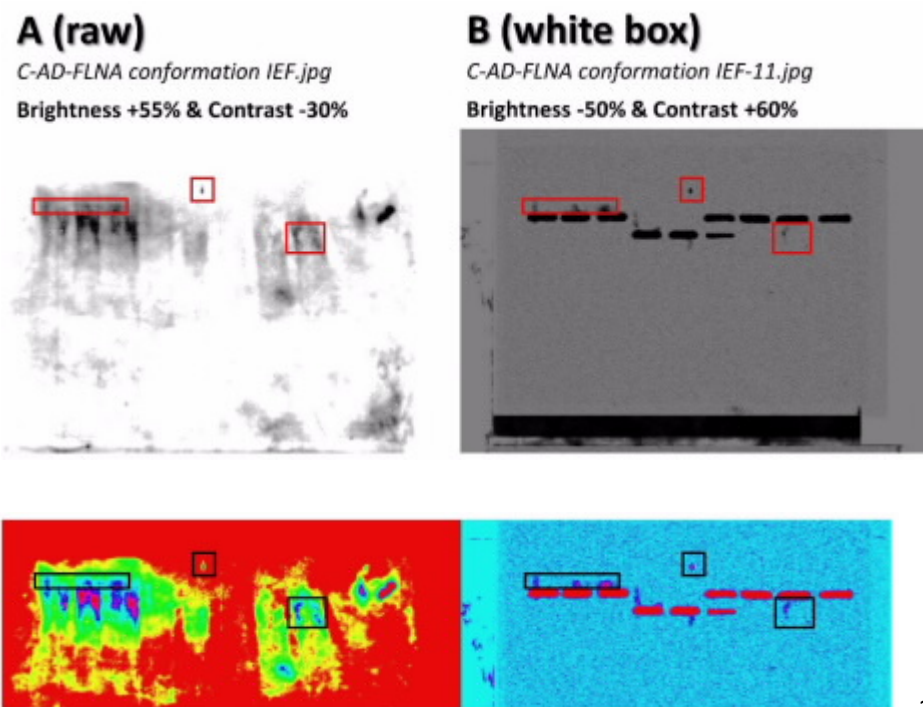 A (raw)
C-AD-FLNA conformation IEF.jpg
Brightness +55% & Contrast -30%
B (white box)
C-AD-FLNA conformation IEF-11.jpg
Brightness -50% & Contrast +60%